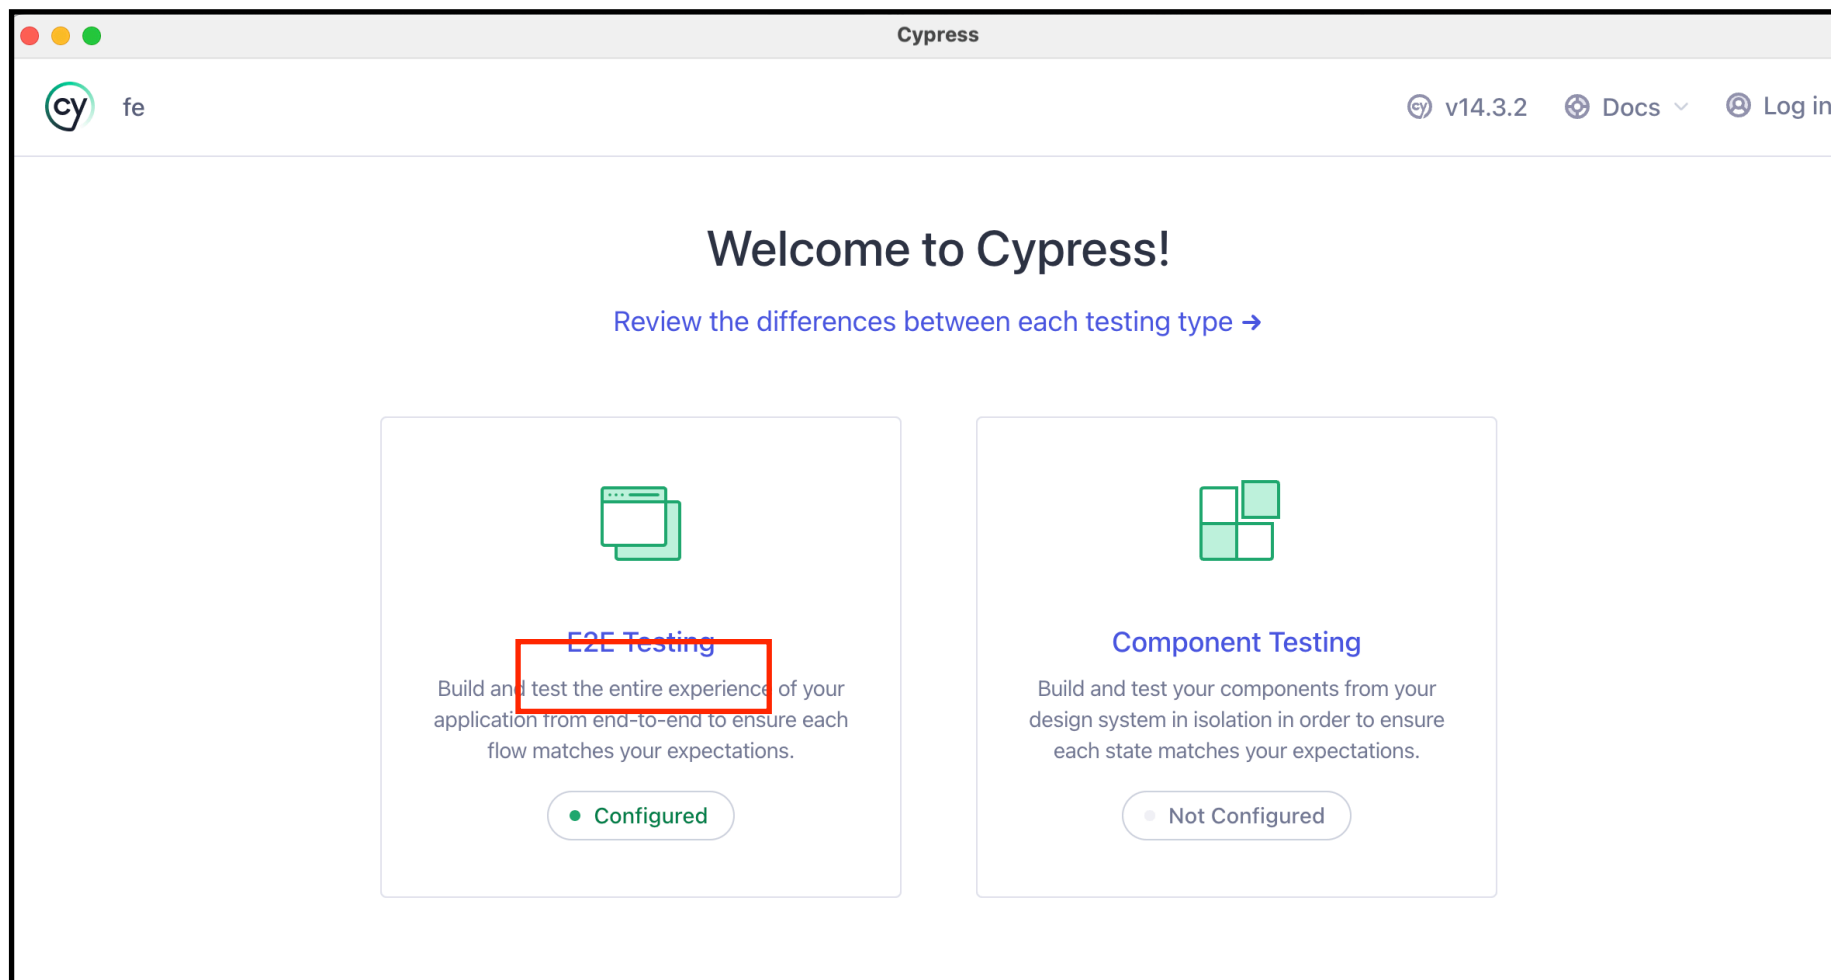 Cypress
cy fe
cy v14.3.2 Docs Log in
Welcome to Cypress!
Review the differences between each testing type →
E2E Testing
Build and test the entire experience of your
application from end-to-end to ensure each
flow matches your expectations.
Configured
Component Testing
Build and test your components from your
design system in isolation in order to ensure
each state matches your expectations.
Not Configured